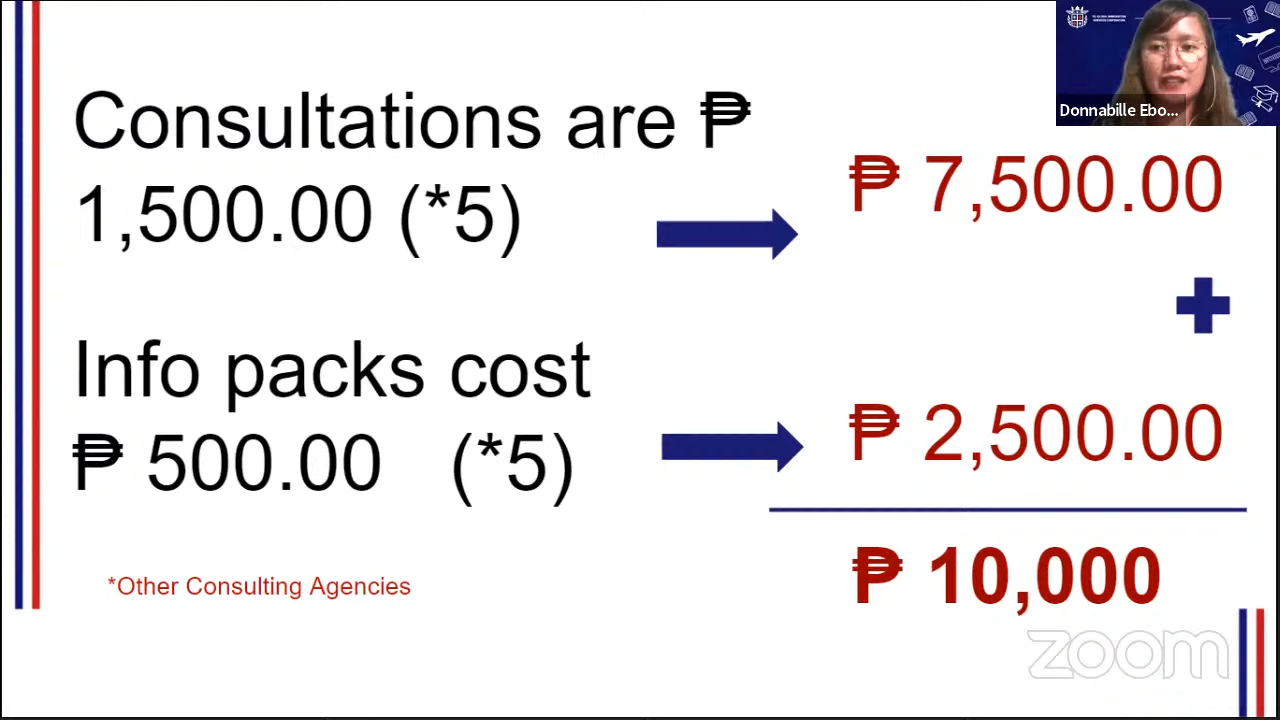 Consultations are ₱
1,500.00 (*5)
₱ 7,500.00
Info packs cost
₱ 500.00 (*5)
₱ 2,500.00
₱ 10,000
*Other Consulting Agencies
Donnabille Ebo...
zoom